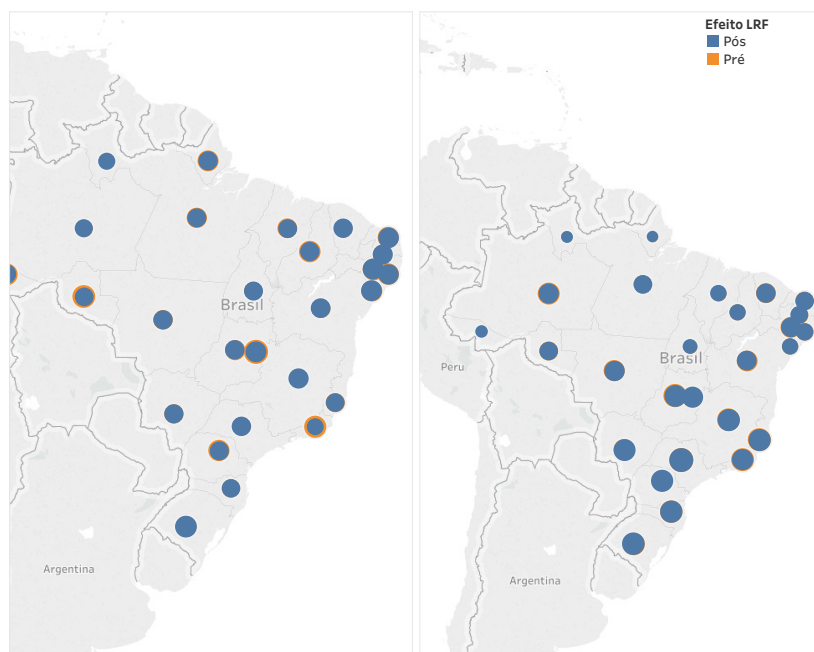 Efeito LRF
Pós
Pré
Brasil
Argentina
Brasil
Peru
Argentina